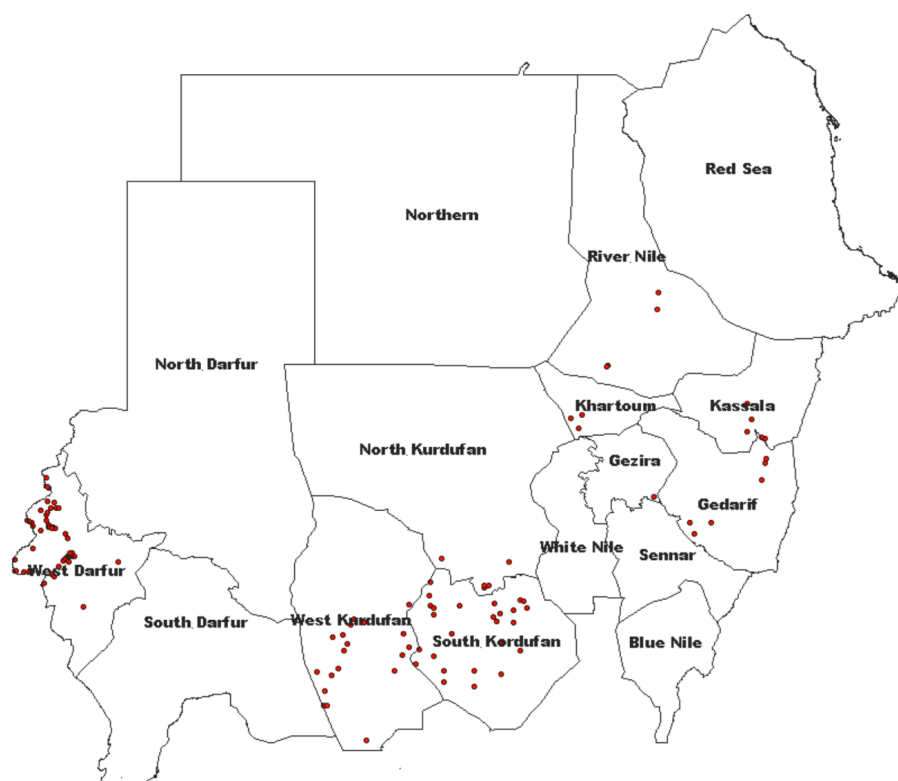 Red Sea
Northern
River Nile
North Darfur
Khartoum
Kassala
North Kurdufan
Gezira
Gedarif
White Nile
Sennar
West Darfur
South Darfur
West Kurdufan
South Kordufan
Blue Nile